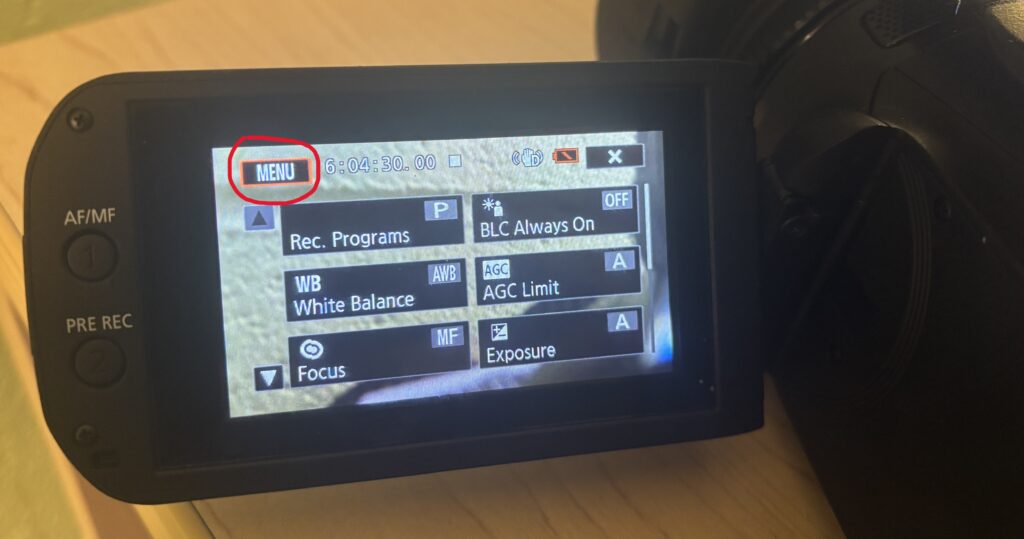 MENU 6:04:30.00
P
Rec. Programs
OFF
BLC Always On
WB AWB
White Balance
AGC A
AGC Limit
MF
Focus
A
Exposure
AF/MF
1
PRE REC
2